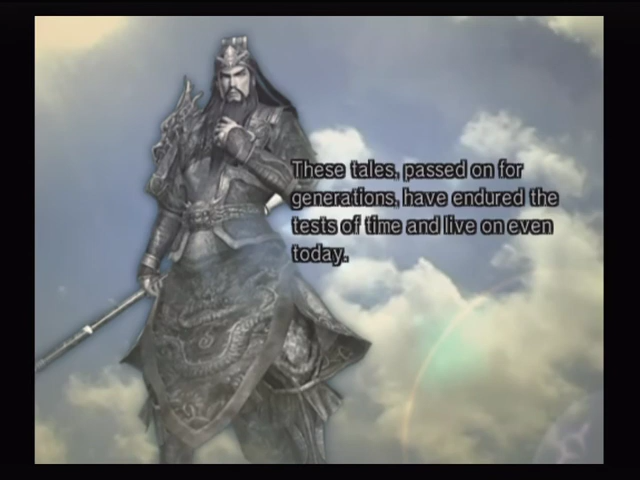 These tales, passed on for
generations, have endured the
tests of time and live on even
today.